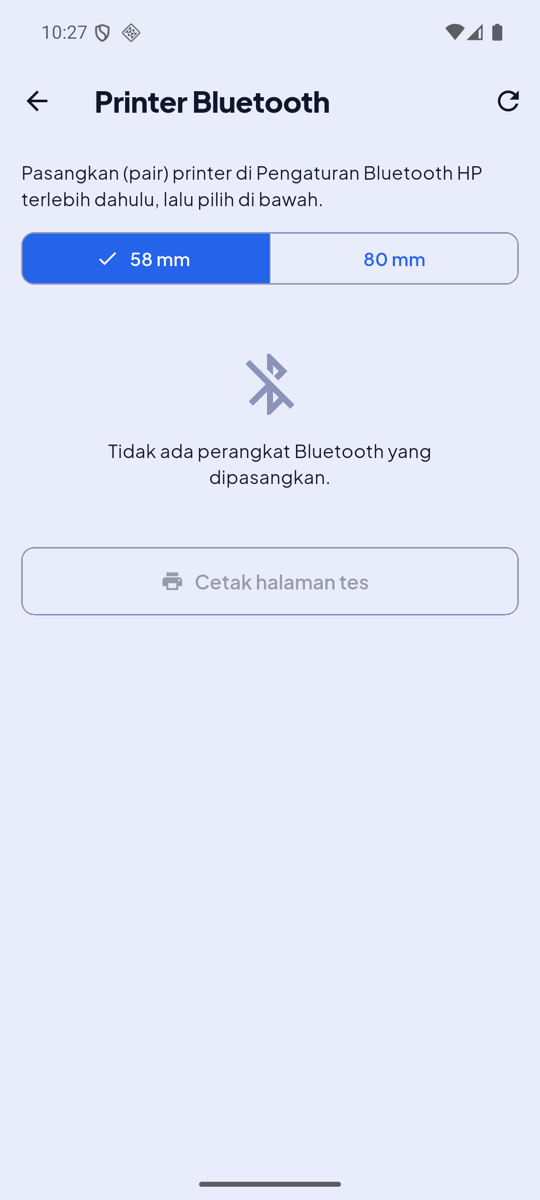 10:27
Printer Bluetooth
Pasangkan (pair) printer di Pengaturan Bluetooth HP
terlebih dahulu, lalu pilih di bawah.
58 mm
80 mm
Tidak ada perangkat Bluetooth yang
dipasangkan.
Cetak halaman tes